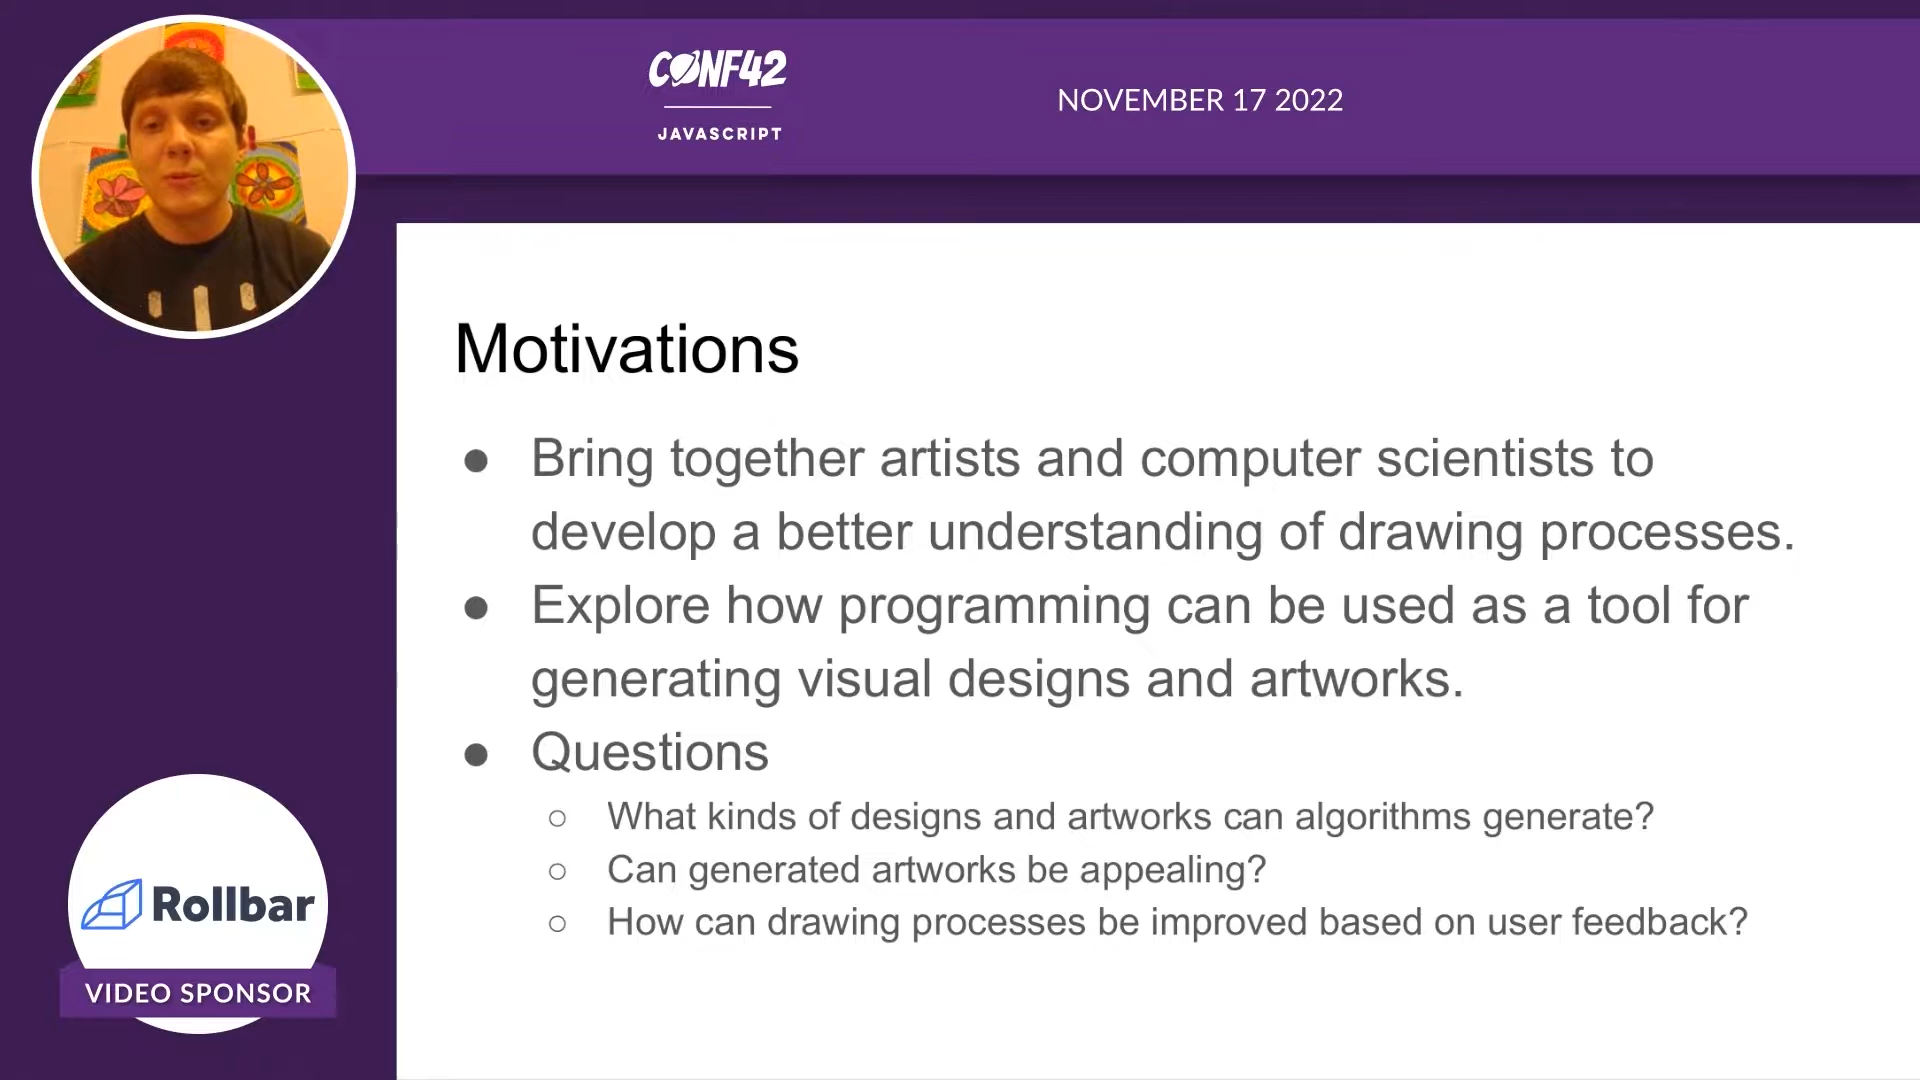 CONF42
JAVASCRIPT
NOVEMBER 17 2022
Motivations
● Bring together artists and computer scientists to
develop a better understanding of drawing processes.
● Explore how programming can be used as a tool for
generating visual designs and artworks.
● Questions
○ What kinds of designs and artworks can algorithms generate?
○ Can generated artworks be appealing?
○ How can drawing processes be improved based on user feedback?
Rollbar
VIDEO SPONSOR